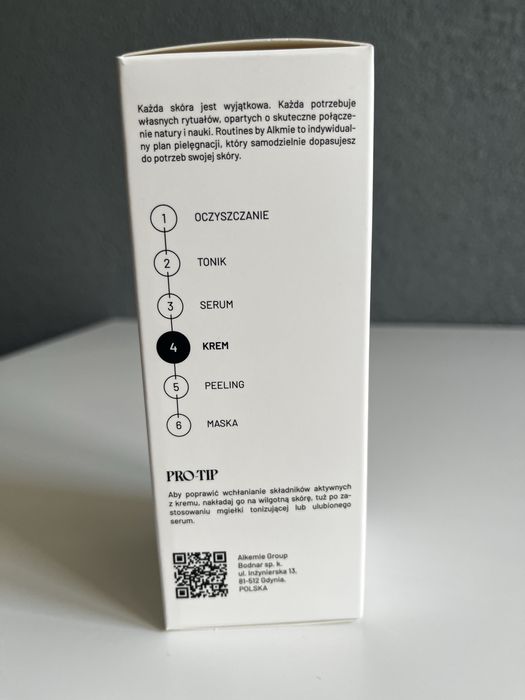 Każda skóra jest wyjątkowa. Każda potrzebuje
własnych rytuałów, opartych o skuteczne połącze-
nie natury i nauki. Routines by Alkmie to indywidual-
ny plan pielęgnacji, który samodzielnie dopasujesz
do potrzeb swojej skóry.
1 OCZYSZCZANIE
2 TONIK
3 SERUM
4 KREM
5 PEELING
6 MASKA
PRO-TIP
Aby poprawić wchłanianie składników aktywnych
z kremu, nakładaj go na wilgotną skórę, tuż po za-
stosowaniu mgiełki tonizującej lub ulubionego
serum.
Alkemie Group
Bodnar sp. k.
ul. Inżynierska 13,
81-512 Gdynia,
POLSKA